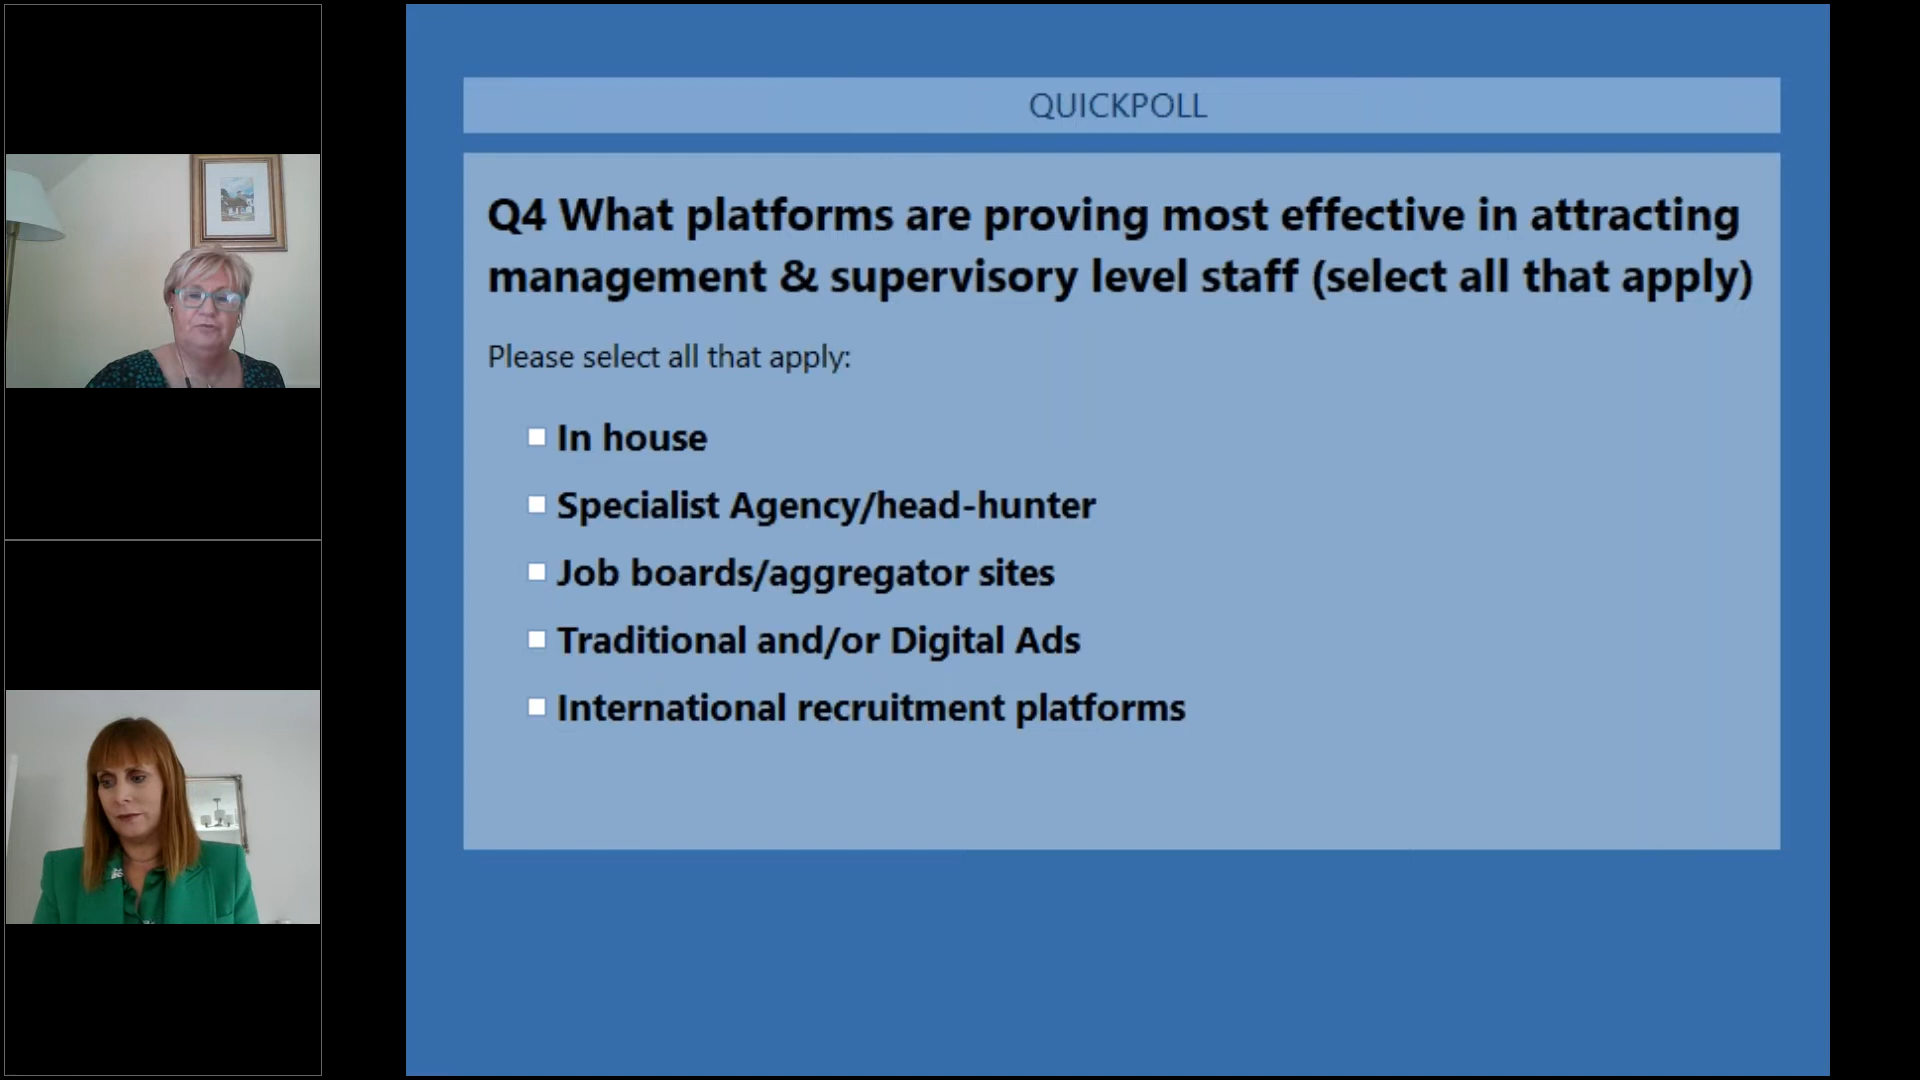 QUICKPOLL
Q4 What platforms are proving most effective in attracting
management & supervisory level staff (select all that apply)
Please select all that apply:
In house
Specialist Agency/head-hunter
Job boards/aggregator sites
Traditional and/or Digital Ads
International recruitment platforms